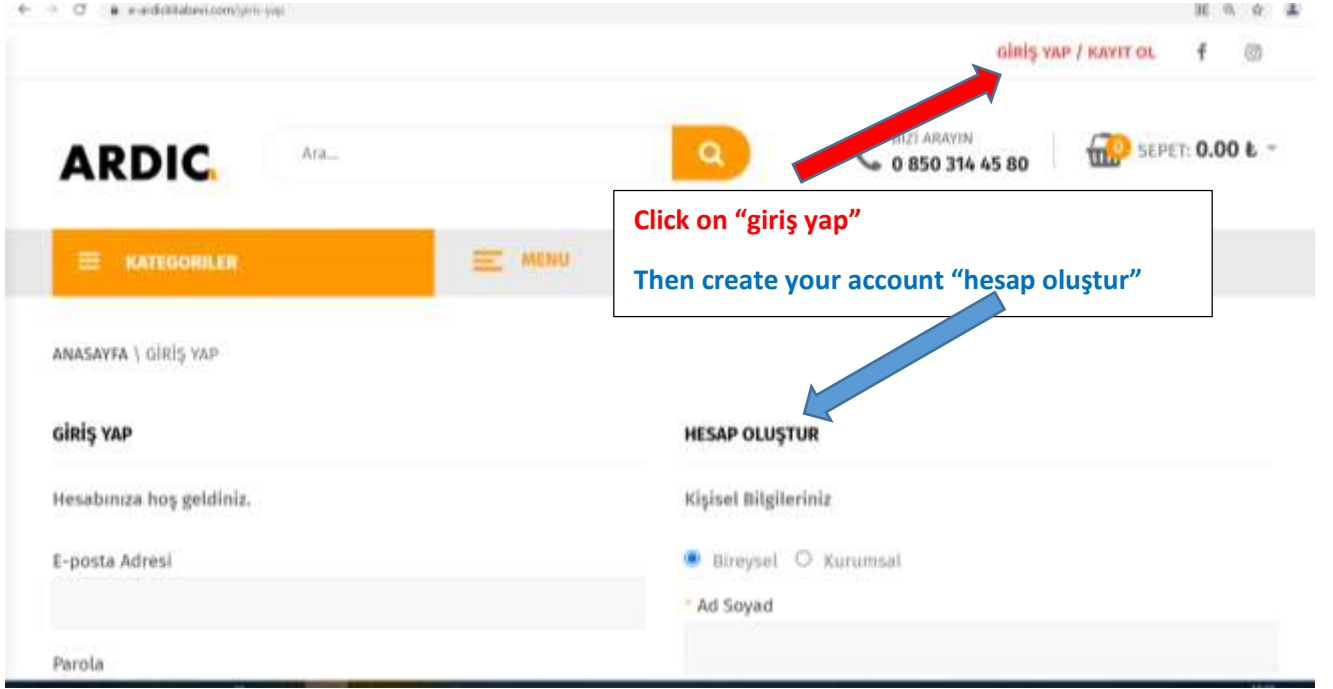 GİRİŞ YAP / KAYIT OL
ARDIC.
Ara...
BİZİ ARAYIN
0 850 314 45 80
0
SEPET: 0.00 ₺
Click on “giriş yap”
Then create your account “hesap oluştur”
KATEGORILER
MENU
ANASAYFA \ GİRİŞ YAP
GİRİŞ YAP
Hesabınıza hoş geldiniz.
E-posta Adresi
Parola
HESAP OLUŞTUR
Kişisel Bilgileriniz
Bireysel Kurumsal
* Ad Soyad